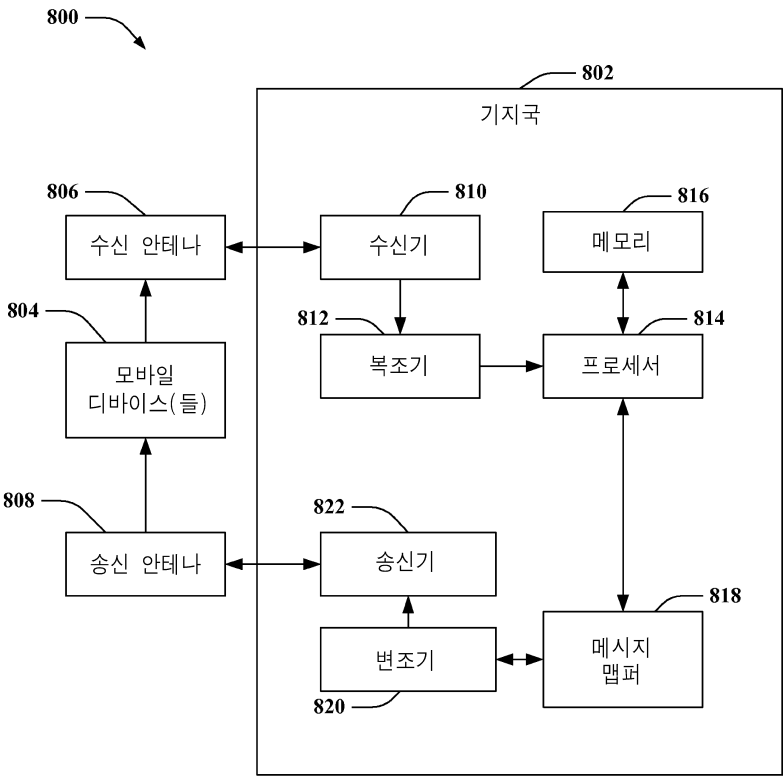 800
802
기지국
806
810
816
수신 안테나
수신기
메모리
804
812
814
모바일
디바이스(들)
복조기
프로세서
808
822
송신 안테나
송신기
818
변조기
메시지
맵퍼
820